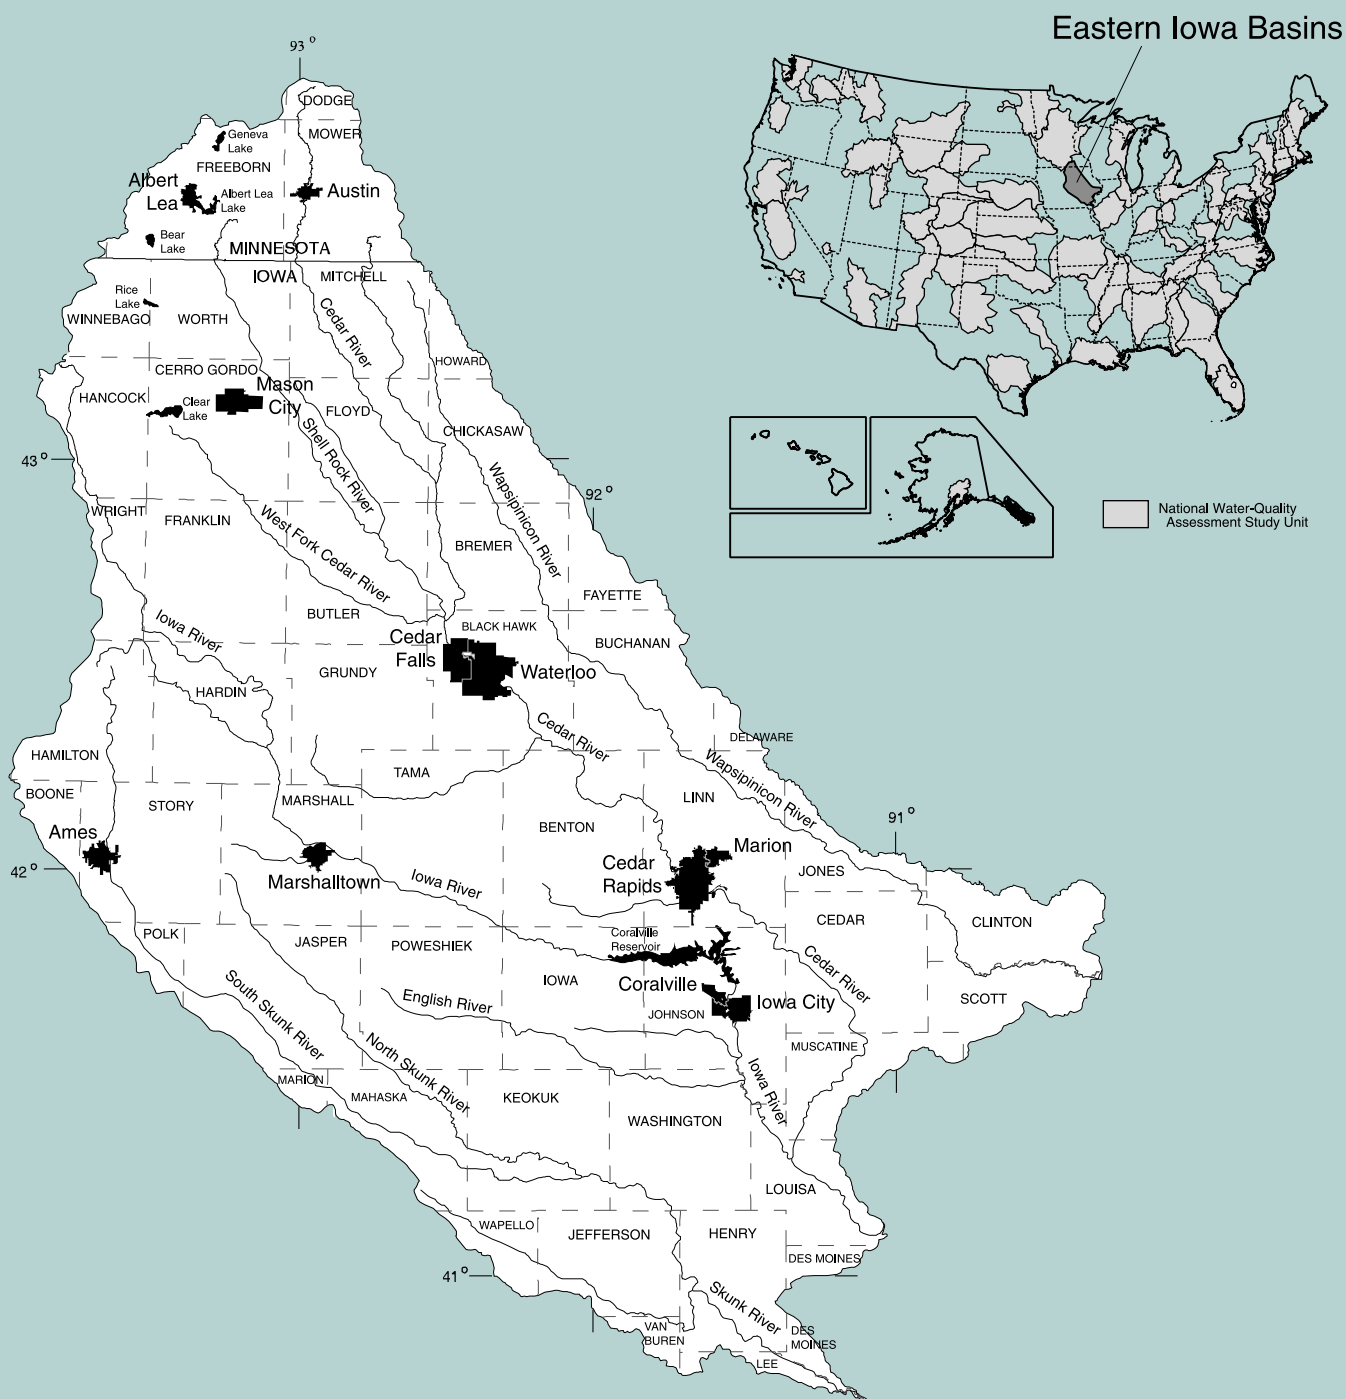 Eastern Iowa Basins
93°
DODGE
MOWER
Geneva
Lake
FREEBORN
Albert
Lea
Albert Lea
Lake
Austin
Bear
Lake
MINNESOTA
IOWA
MITCHELL
Rice
Lake
WINNEBAGO
WORTH
Cedar River
HOWARD
CERRO GORDO
HANCOCK
Mason
City
Clear
Lake
FLOYD
Shell Rock River
CHICKASAW
43°
Wapsipinicon River
92°
WRIGHT
FRANKLIN
West Fork Cedar River
BREMER
National Water-Quality
Assessment Study Unit
FAYETTE
BUTLER
Iowa River
BLACK HAWK
Cedar
Falls
BUCHANAN
GRUNDY
Waterloo
HARDIN
Cedar River
DELAWARE
HAMILTON
TAMA
Wapsipinicon River
BOONE
STORY
MARSHALL
LINN
91°
BENTON
Ames
Marion
42°
Cedar
Rapids
JONES
Marshalltown
Iowa River
CEDAR
CLINTON
POLK
JASPER
POWESHIEK
Coralville
Reservoir
Cedar River
South Skunk River
IOWA
Coralville
English River
Iowa City
SCOTT
JOHNSON
North Skunk River
MUSCATINE
MARION
MAHASKA
KEOKUK
Iowa River
WASHINGTON
LOUISA
WAPELLO
JEFFERSON
HENRY
DES MOINES
41°
Skunk River
VAN
BUREN
DES
MOINES
LEE